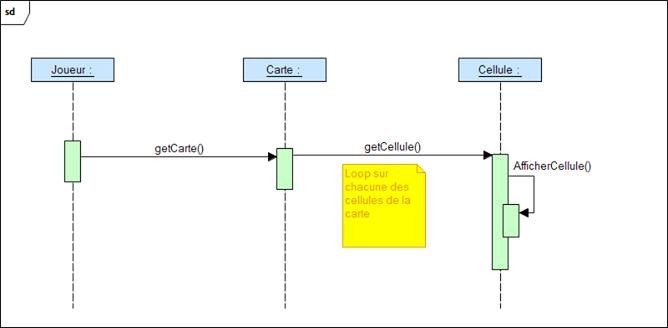 sd
Joueur :
Carte :
Cellule :
getCarte()
getCellule()
AfficherCellule()
Loop sur
chacune des
cellules de la
carte